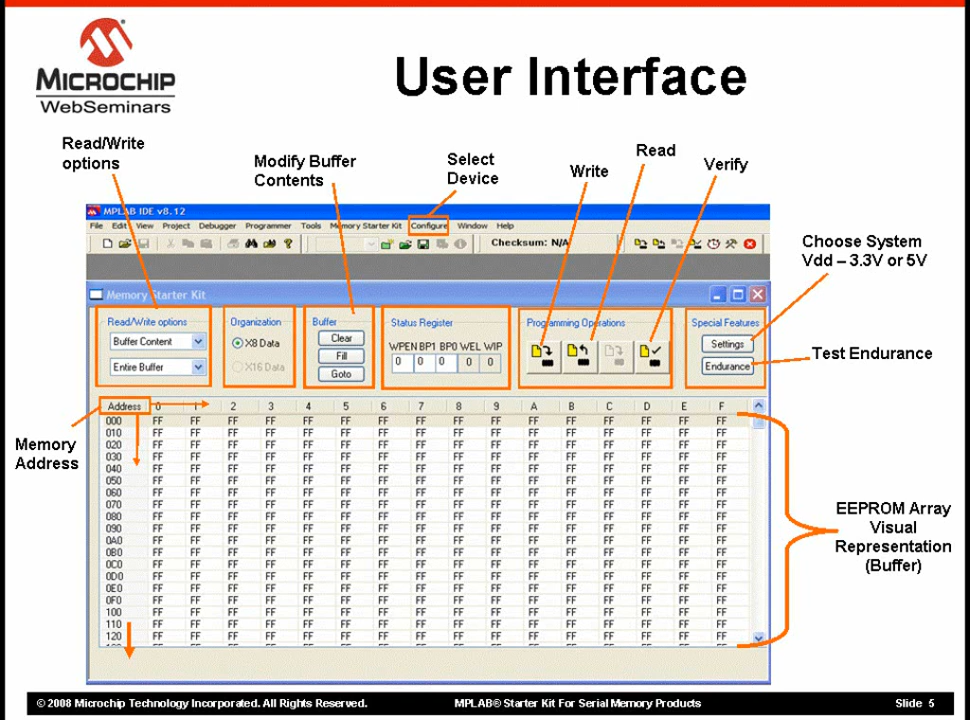 MICROCHIP
WebSeminars
User Interface
Read/Write
options
Modify Buffer
Contents
Select
Device
Write
Read
Verify
Choose System
Vdd – 3.3V or 5V
Test Endurance
Memory
Address
EEPROM Array
Visual
Representation
(Buffer)
MPLAB IDE v8.12
File Edit View Project Debugger Programmer Tools Memory Starter Kit Configure Window Help
Checksum: N/A
Memory Starter Kit
Read/Write options
Buffer Content
Entire Buffer
Organization
X8 Data
X16 Data
Buffer
Clear
Fill
Goto
Status Register
WPEN BP1 BP0 WEL WIP
0 0 0 0 0
Programming Operations
Special Features
Settings
Endurance
Address 0 1 2 3 4 5 6 7 8 9 A B C D E F
000 FF FF FF FF FF FF FF FF FF FF FF FF FF FF FF FF
010 FF FF FF FF FF FF FF FF FF FF FF FF FF FF FF FF
020 FF FF FF FF FF FF FF FF FF FF FF FF FF FF FF FF
030 FF FF FF FF FF FF FF FF FF FF FF FF FF FF FF FF
040 FF FF FF FF FF FF FF FF FF FF FF FF FF FF FF FF
050 FF FF FF FF FF FF FF FF FF FF FF FF FF FF FF FF
060 FF FF FF FF FF FF FF FF FF FF FF FF FF FF FF FF
070 FF FF FF FF FF FF FF FF FF FF FF FF FF FF FF FF
080 FF FF FF FF FF FF FF FF FF FF FF FF FF FF FF FF
090 FF FF FF FF FF FF FF FF FF FF FF FF FF FF FF FF
0A0 FF FF FF FF FF FF FF FF FF FF FF FF FF FF FF FF
0B0 FF FF FF FF FF FF FF FF FF FF FF FF FF FF FF FF
0C0 FF FF FF FF FF FF FF FF FF FF FF FF FF FF FF FF
0D0 FF FF FF FF FF FF FF FF FF FF FF FF FF FF FF FF
0E0 FF FF FF FF FF FF FF FF FF FF FF FF FF FF FF FF
0F0 FF FF FF FF FF FF FF FF FF FF FF FF FF FF FF FF
100 FF FF FF FF FF FF FF FF FF FF FF FF FF FF FF FF
110 FF FF FF FF FF FF FF FF FF FF FF FF FF FF FF FF
120 FF FF FF FF FF FF FF FF FF FF FF FF FF FF FF FF
© 2008 Microchip Technology Incorporated. All Rights Reserved. MPLAB® Starter Kit For Serial Memory Products Slide 5